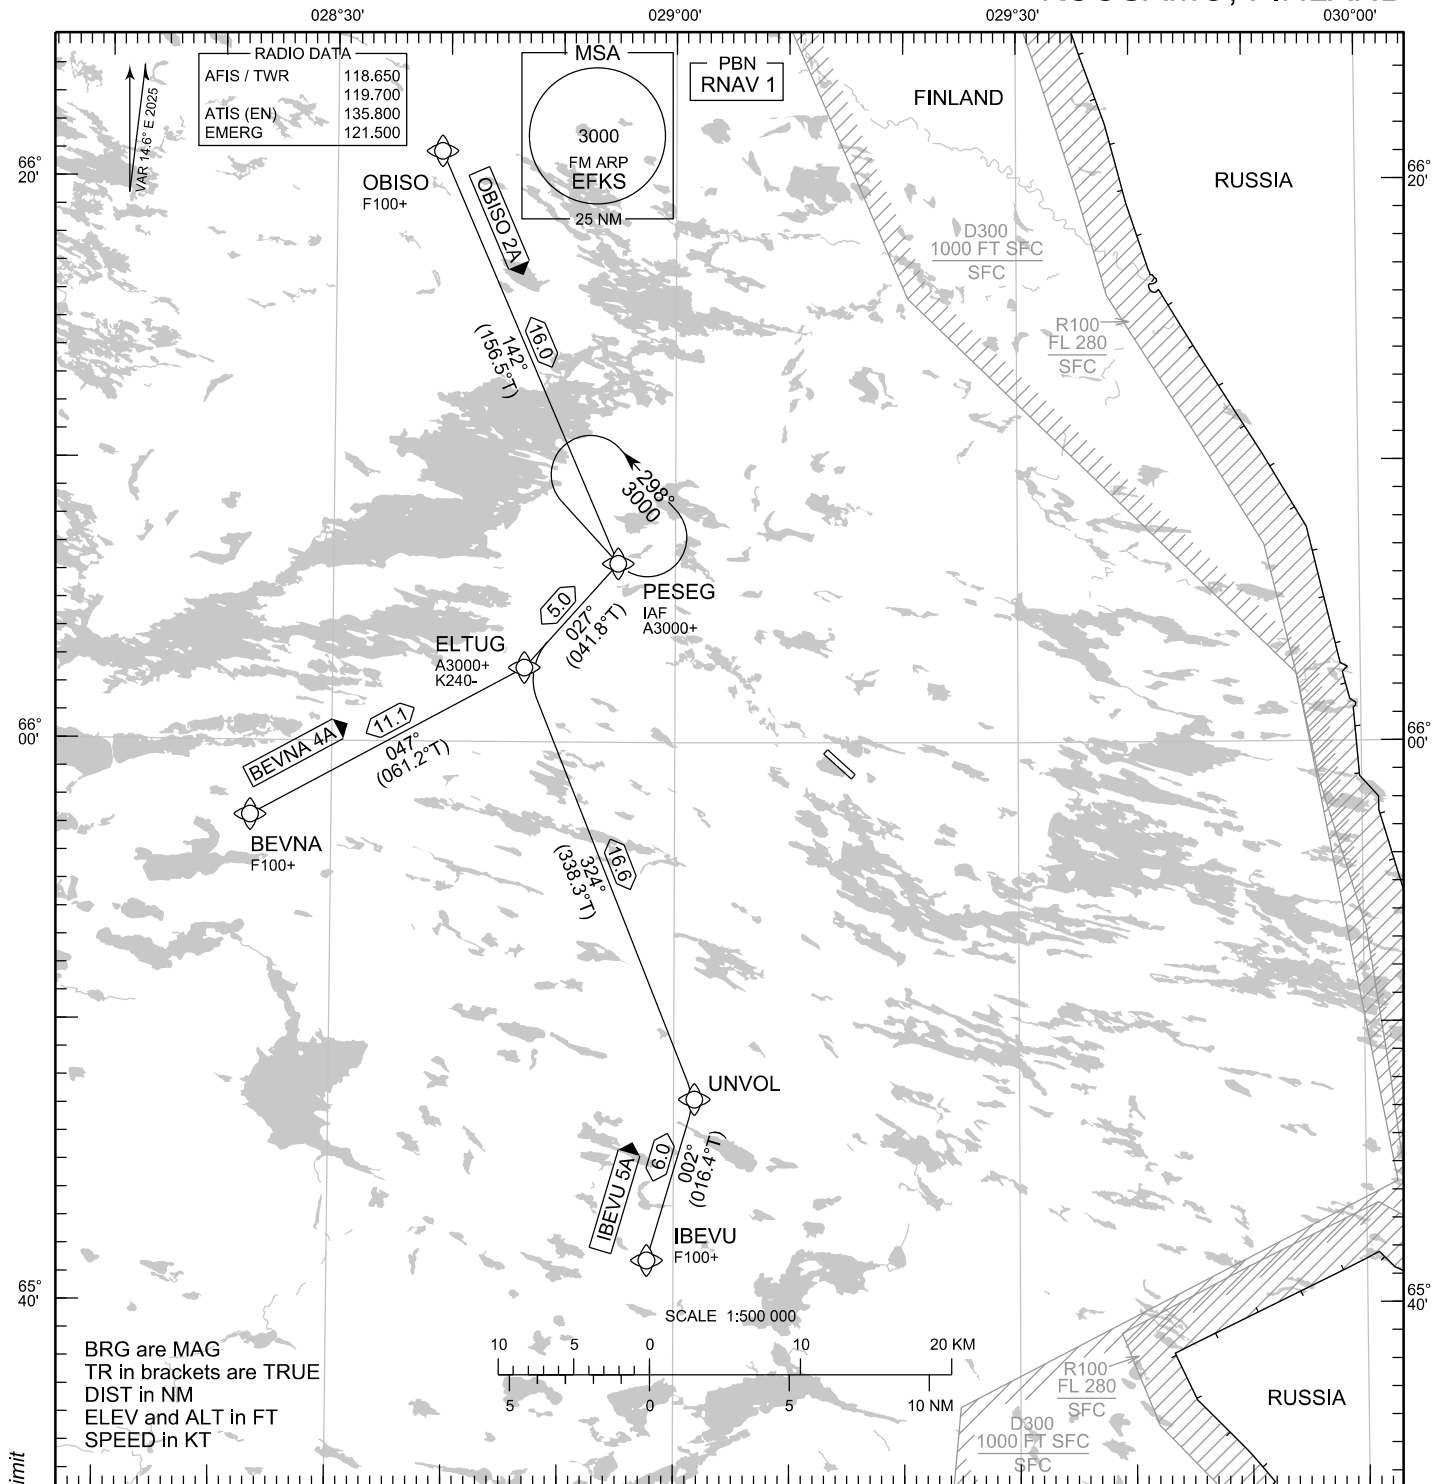 028°30'
029°00'
029°30'
030°00'
RADIO DATA
AFIS / TWR 118.650
119.700
ATIS (EN) 135.800
EMERG 121.500
VAR 14.6° E 2025
MSA
3000
FM ARP
EFKS
25 NM
PBN
RNAV 1
FINLAND
RUSSIA
66°
20'
66°
20'
OBISO
F100+
OBISO 2A
D300
1000 FT SFC
SFC
R100
FL 280
SFC
16.0
142°
(156.5°T)
298°
3000
PESEG
IAF
A3000+
5.0
027°
(041.8°T)
ELTUG
A3000+
K240-
66°
00'
66°
00'
BEVNA 4A
11.1
047°
(061.2°T)
BEVNA
F100+
16.6
324°
(338.3°T)
UNVOL
6.0
002°
(016.4°T)
IBEVU 5A
IBEVU
F100+
65°
40'
65°
40'
SCALE 1:500 000
10 5 0 10 20 KM
5 0 5 10 NM
BRG are MAG
TR in brackets are TRUE
DIST in NM
ELEV and ALT in FT
SPEED in KT
R100
FL 280
SFC
D300
1000 FT SFC
SFC
RUSSIA